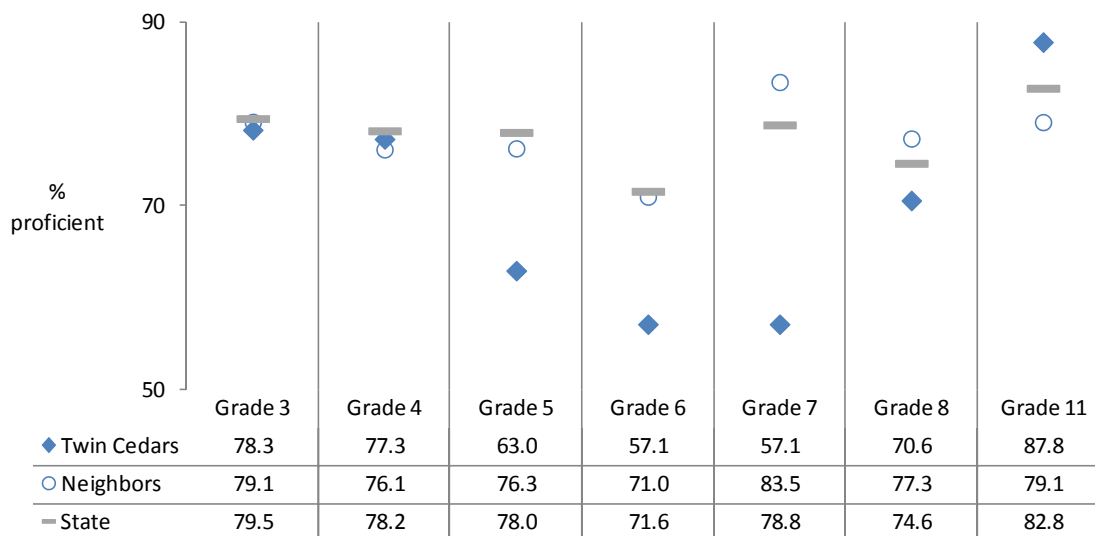 90
%
proficient
70
50
Grade 3 Grade 4 Grade 5 Grade 6 Grade 7 Grade 8 Grade 11
Twin Cedars 78.3 77.3 63.0 57.1 57.1 70.6 87.8
Neighbors 79.1 76.1 76.3 71.0 83.5 77.3 79.1
State 79.5 78.2 78.0 71.6 78.8 74.6 82.8